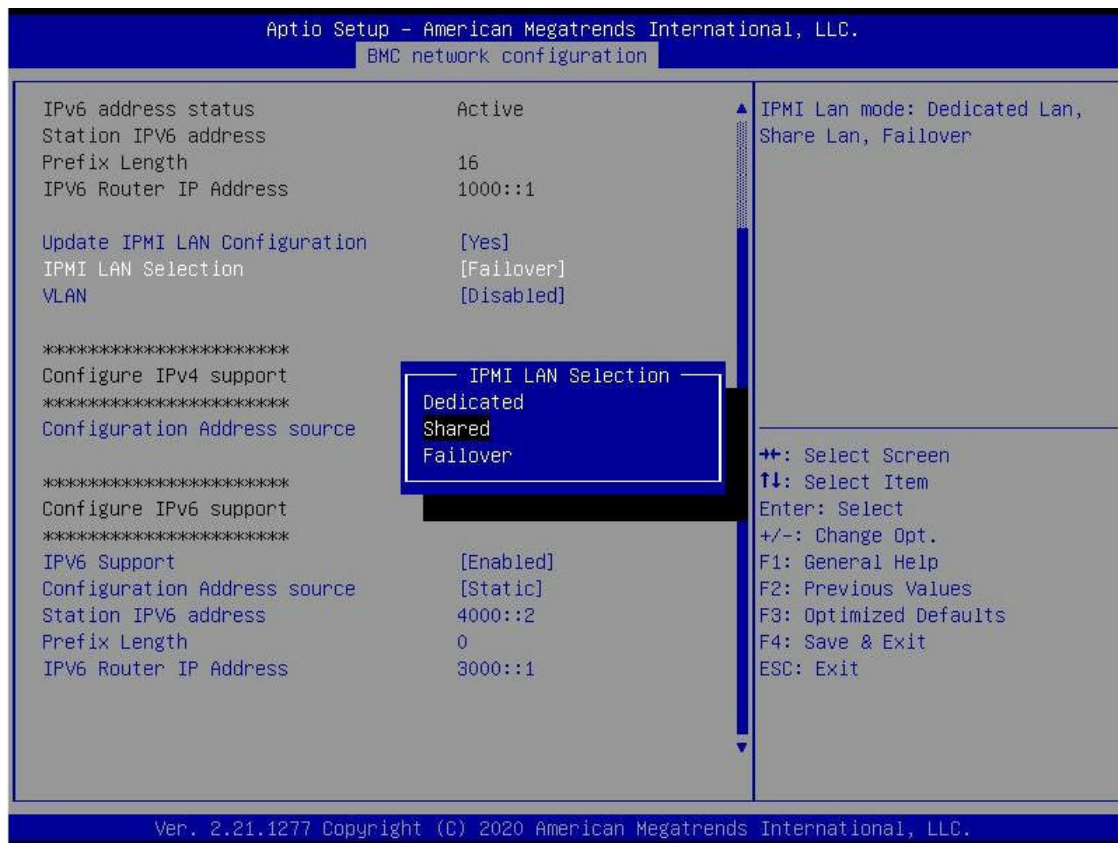 Aptio Setup – American Megatrends International, LLC.
BMC network configuration
IPv6 address status Active
Station IPV6 address
Prefix Length 16
IPV6 Router IP Address 1000::1
Update IPMI LAN Configuration [Yes]
IPMI LAN Selection [Failover]
VLAN [Disabled]
**********************
Configure IPv4 support
**********************
Configuration Address source
**********************
Configure IPv6 support
**********************
IPV6 Support [Enabled]
Configuration Address source [Static]
Station IPV6 address 4000::2
Prefix Length 0
IPV6 Router IP Address 3000::1
IPMI LAN Selection
Dedicated
Shared
Failover
IPMI Lan mode: Dedicated Lan,
Share Lan, Failover
→←: Select Screen
↑↓: Select Item
Enter: Select
+/-: Change Opt.
F1: General Help
F2: Previous Values
F3: Optimized Defaults
F4: Save & Exit
ESC: Exit
Ver. 2.21.1277 Copyright (C) 2020 American Megatrends International, LLC.